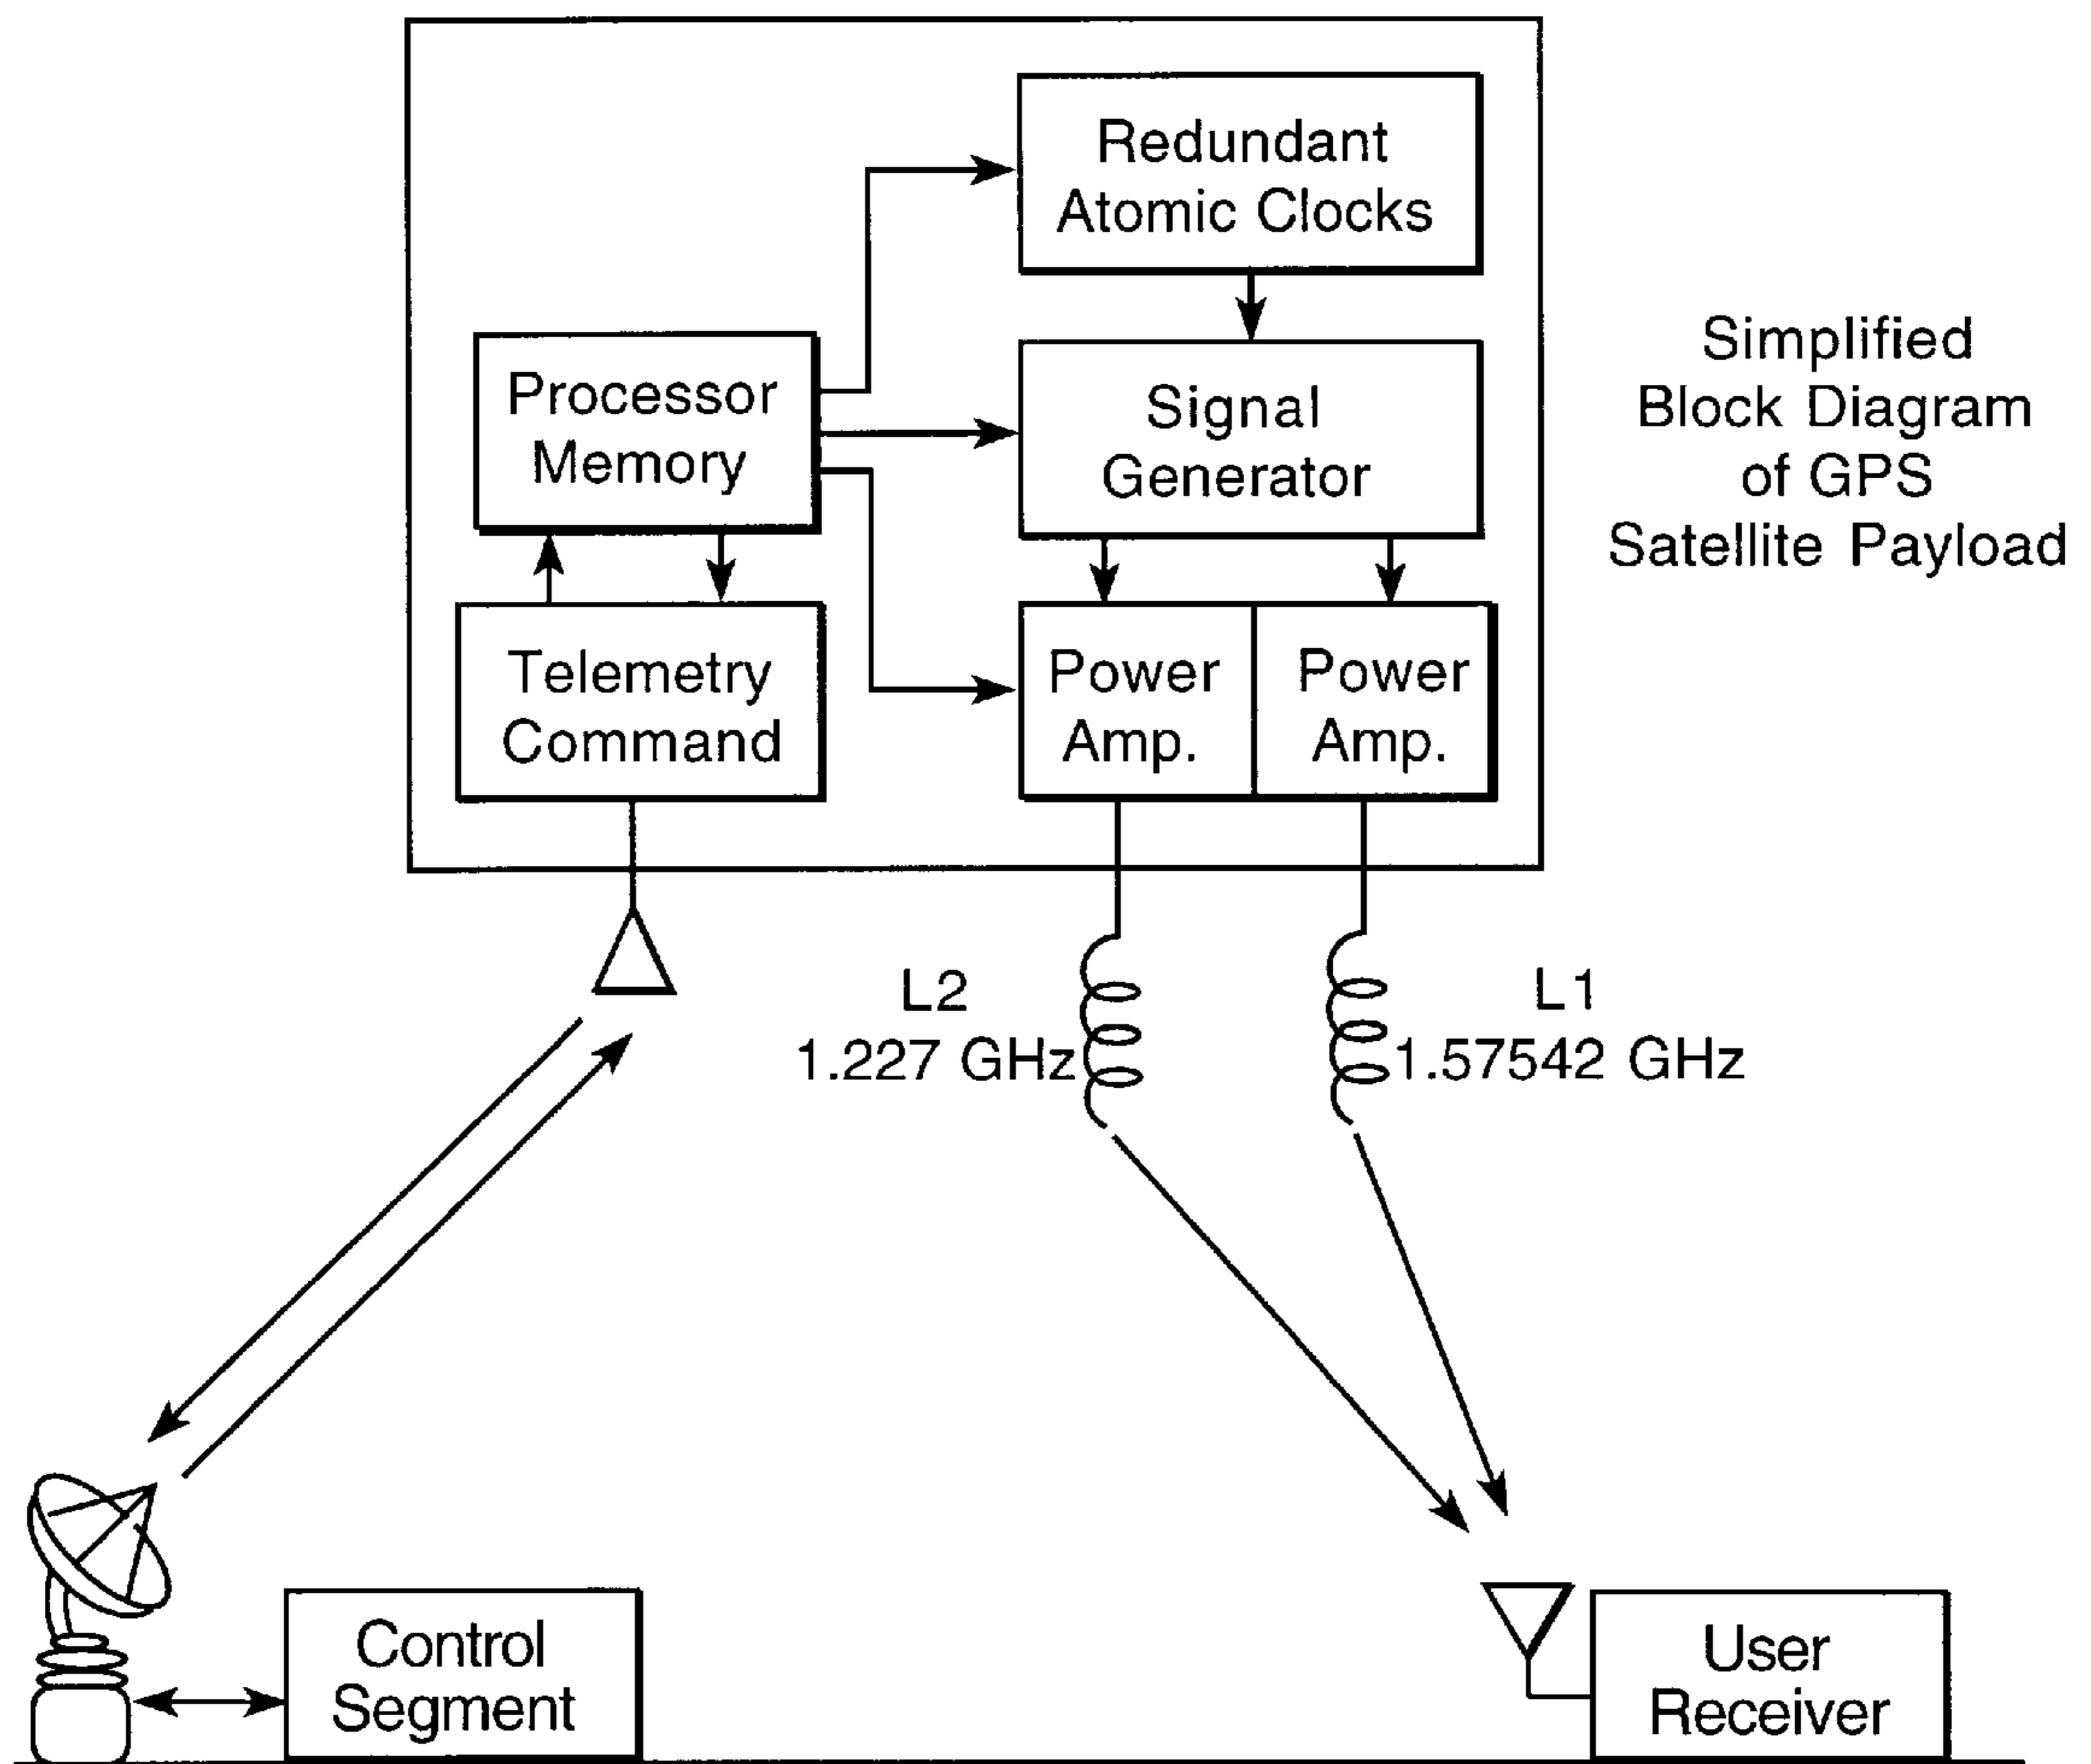 Redundant
Atomic Clocks
Processor
Memory
Signal
Generator
Simplified
Block Diagram
of GPS
Satellite Payload
Telemetry
Command
Power
Amp.
Power
Amp.
L2
1.227 GHz
L1
1.57542 GHz
Control
Segment
User
Receiver